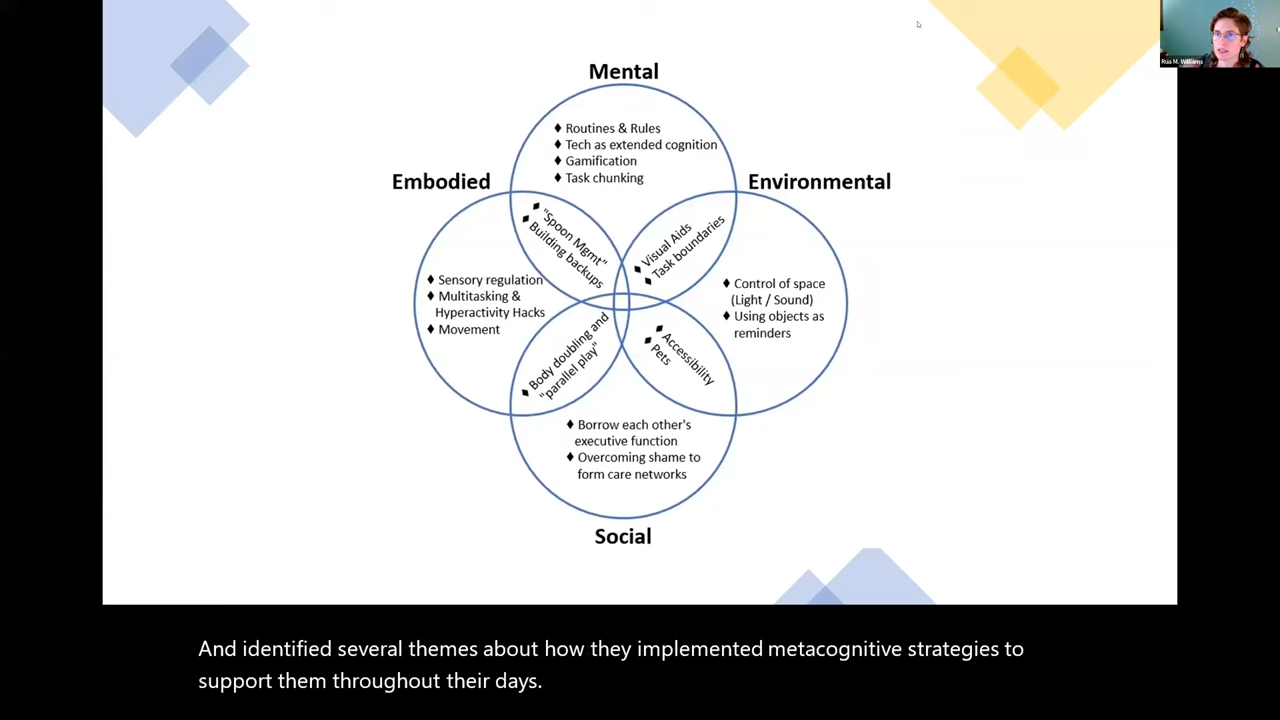 Rua M. Williams
Mental
♦ Routines & Rules
♦ Tech as extended cognition
♦ Gamification
♦ Task chunking
Embodied
Environmental
♦ "Spoon Mgmt"
♦ Building backups
♦ Visual Aids
♦ Task boundaries
♦ Sensory regulation
♦ Multitasking &
Hyperactivity Hacks
♦ Movement
♦ Control of space
(Light / Sound)
♦ Using objects as
reminders
♦ Body doubling and
"parallel play"
♦ Accessibility
♦ Pets
♦ Borrow each other's
executive function
♦ Overcoming shame to
form care networks
Social
And identified several themes about how they implemented metacognitive strategies to
support them throughout their days.